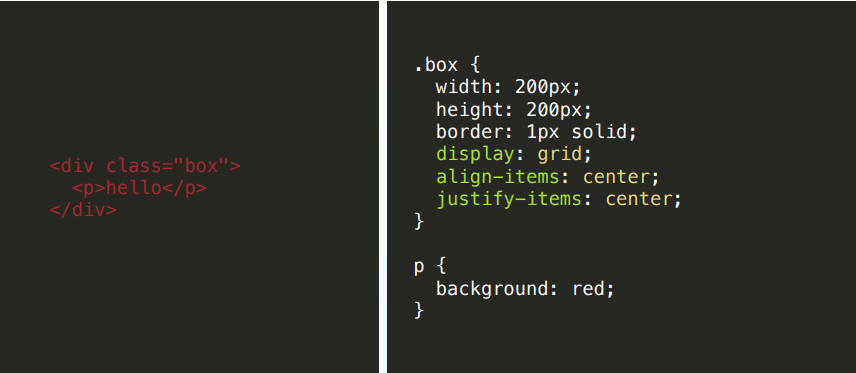 <div class="box">
  <p>hello</p>
</div>
.box {
  width: 200px;
  height: 200px;
  border: 1px solid;
  display: grid;
  align-items: center;
  justify-items: center;
}
p {
  background: red;
}